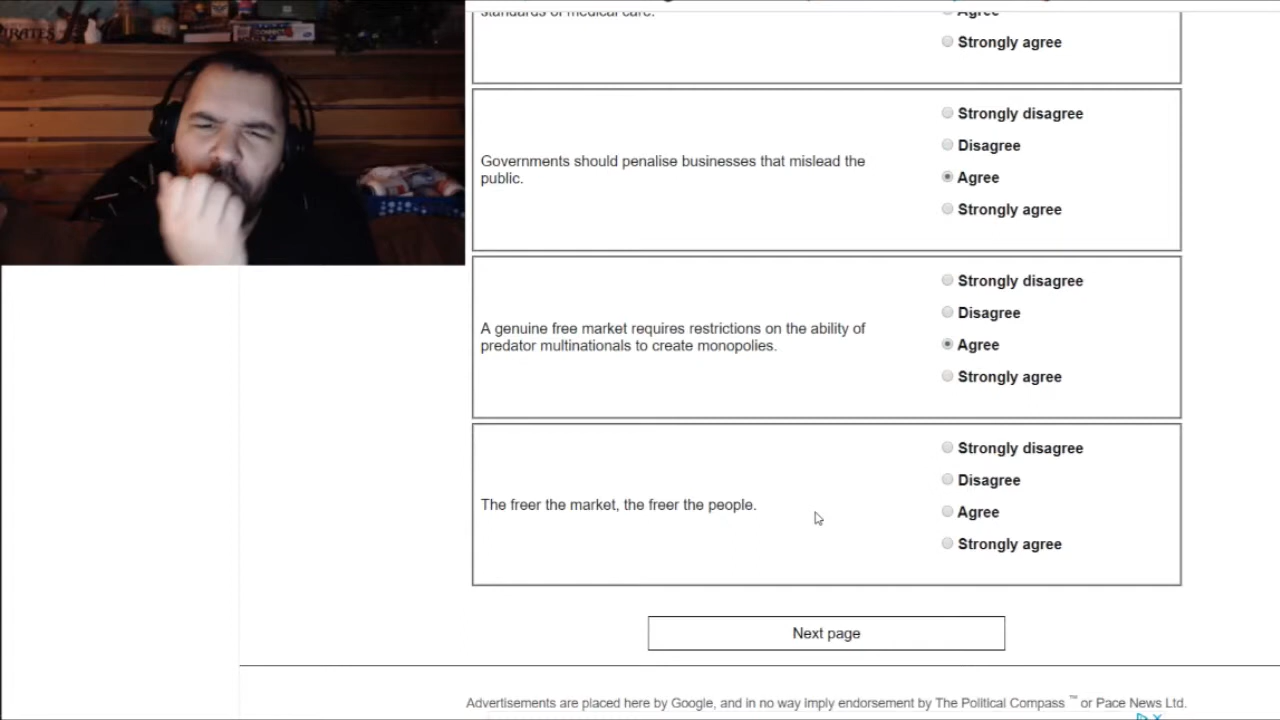 standards of medical care.
Agree
Strongly agree
Strongly disagree
Disagree
Governments should penalise businesses that mislead the
public.
Agree
Strongly agree
Strongly disagree
Disagree
A genuine free market requires restrictions on the ability of
predator multinationals to create monopolies.
Agree
Strongly agree
Strongly disagree
Disagree
The freer the market, the freer the people.
Agree
Strongly agree
Next page
Advertisements are placed here by Google, and in no way imply endorsement by The Political Compass ™ or Pace News Ltd.